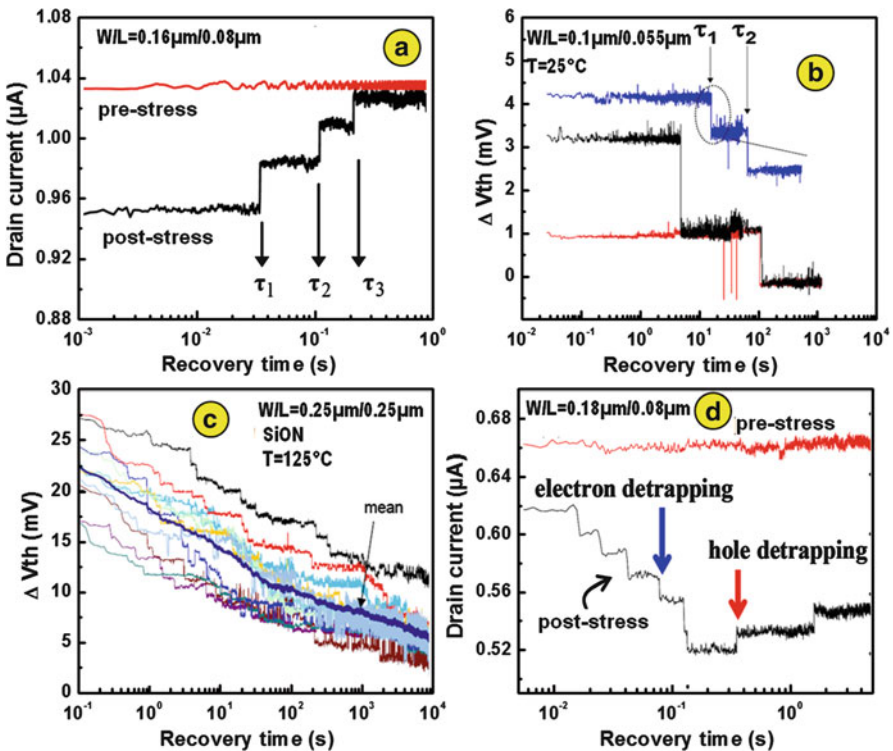 W/L=0.16μm/0.08μm
a
1.08
1.04
1.00
0.96
0.92
0.88
Drain current (μA)
pre-stress
post-stress
τ1 τ2 τ3
10-3 10-2 10-1 100
Recovery time (s)
W/L=0.1μm/0.055μm
T=25°C
b
τ1 τ2
6
5
4
3
2
1
0
Δ Vth (mV)
10-2 10-1 100 101 102 103 104
Recovery time (s)
W/L=0.25μm/0.25μm
SiON
T=125°C
c
mean
30
25
20
15
10
5
0
Δ Vth (mV)
10-1 100 101 102 103 104
Recovery time (s)
W/L=0.18μm/0.08μm
d
pre-stress
electron detrapping
hole detrapping
post-stress
0.68
0.64
0.60
0.56
0.52
Drain current (μA)
10-2 10-1 100
Recovery time (s)